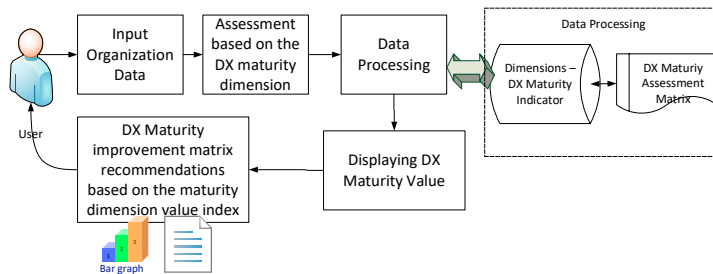 Input
Organization
Data
Assessment
based on the
DX maturity
dimension
Data
Processing
Data Processing
Dimensions –
DX Maturity
Indicator
DX Maturiy
Assessment
Matrix
User
DX Maturity
improvement matrix
recommendations
based on the maturity
dimension value index
Displaying DX
Maturity Value
1
2
3
Bar graph